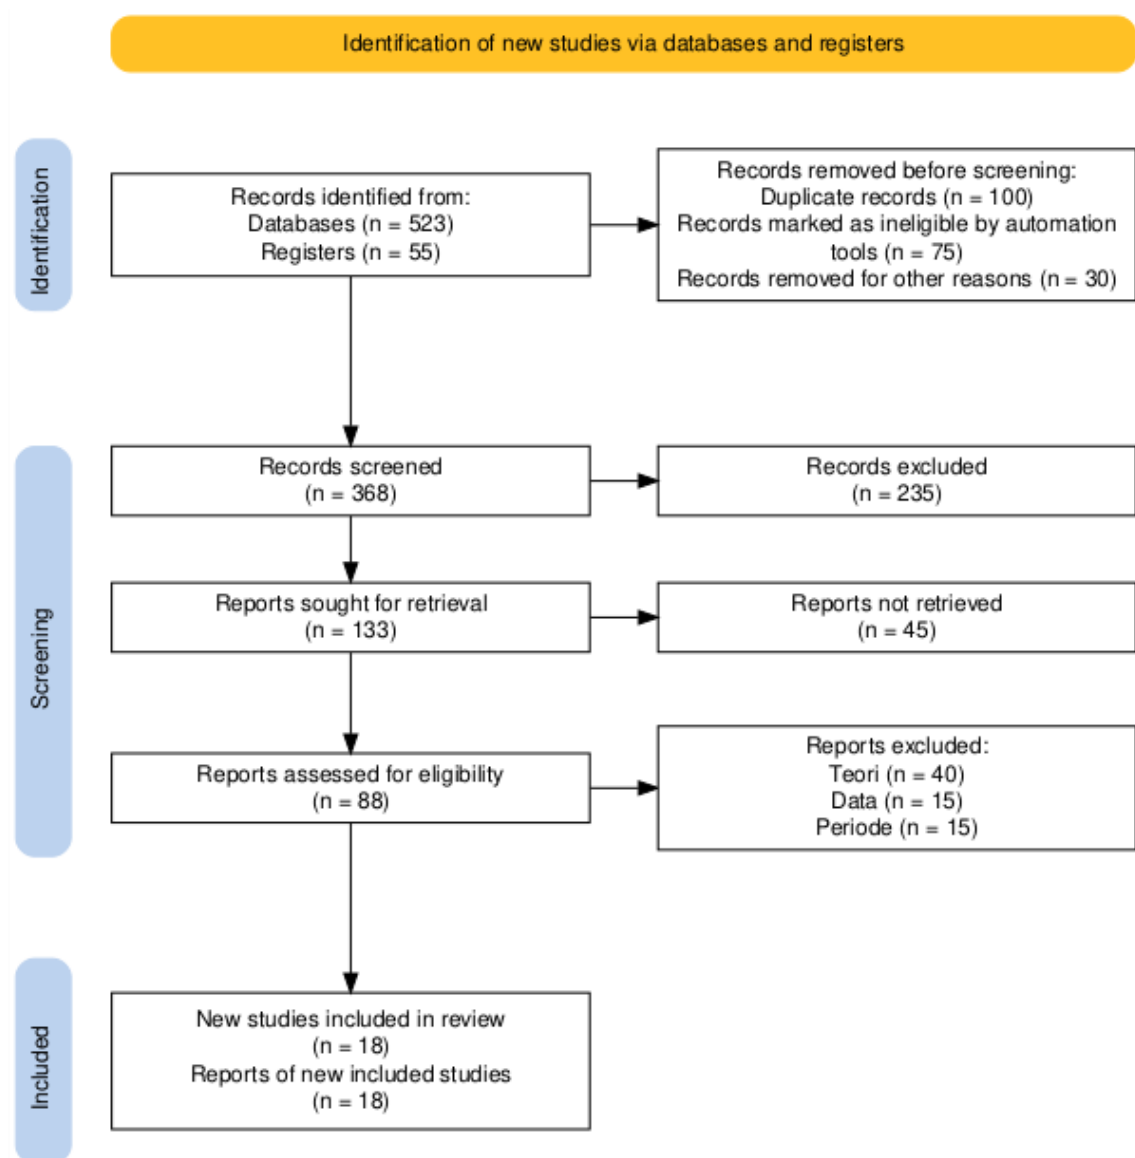 Identification of new studies via databases and registers
Identification
Records identified from:
Databases (n = 523)
Registers (n = 55)
Records removed before screening:
Duplicate records (n = 100)
Records marked as ineligible by automation
tools (n = 75)
Records removed for other reasons (n = 30)
Screening
Records screened
(n = 368)
Records excluded
(n = 235)
Reports sought for retrieval
(n = 133)
Reports not retrieved
(n = 45)
Reports assessed for eligibility
(n = 88)
Reports excluded:
Teori (n = 40)
Data (n = 15)
Periode (n = 15)
Included
New studies included in review
(n = 18)
Reports of new included studies
(n = 18)